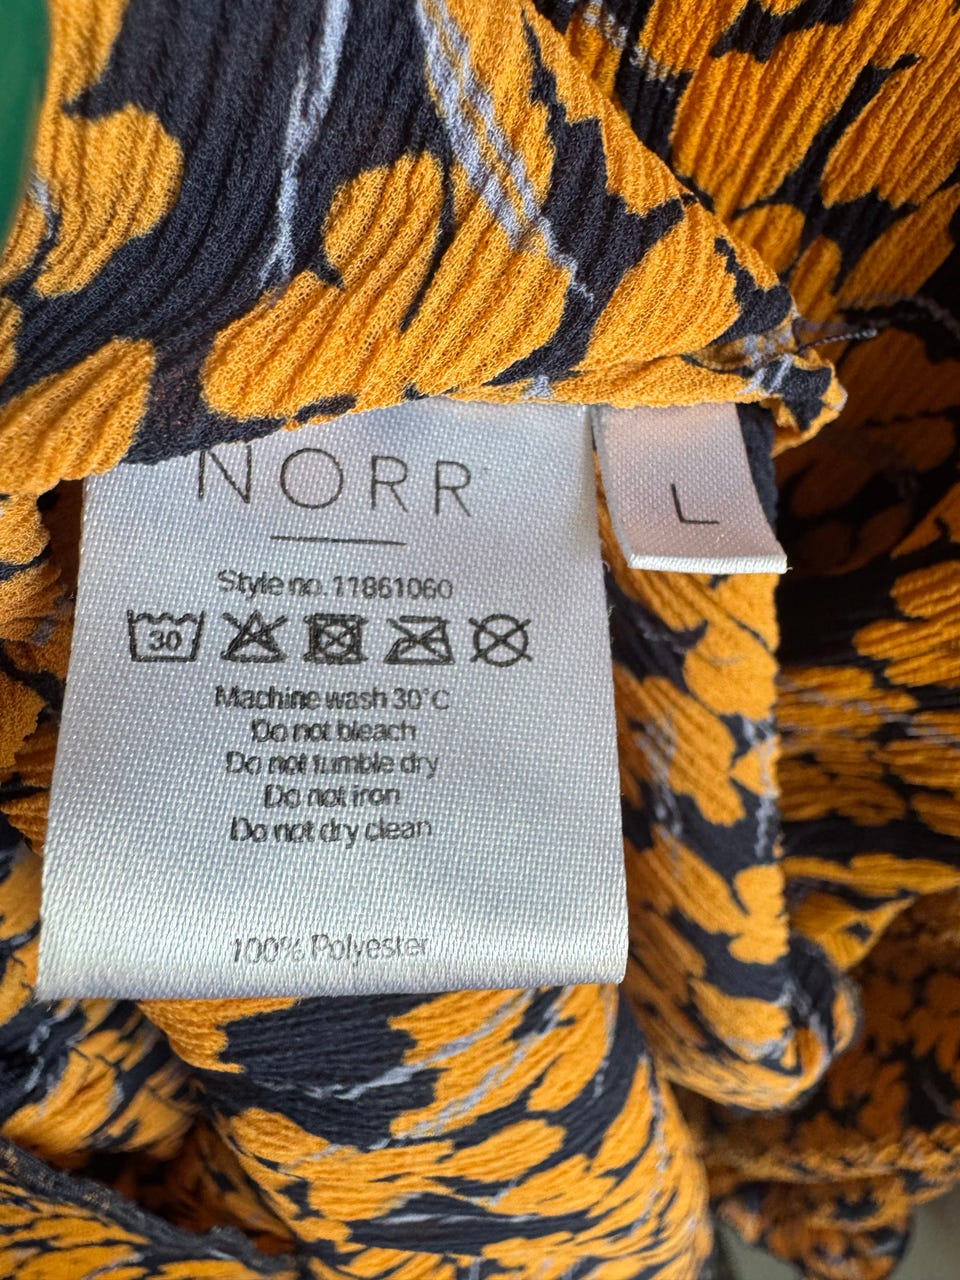 NORR
L
Style no. 11861060
30
Machine wash 30°C
Do not bleach
Do not tumble dry
Do not iron
Do not dry clean
100% Polyester